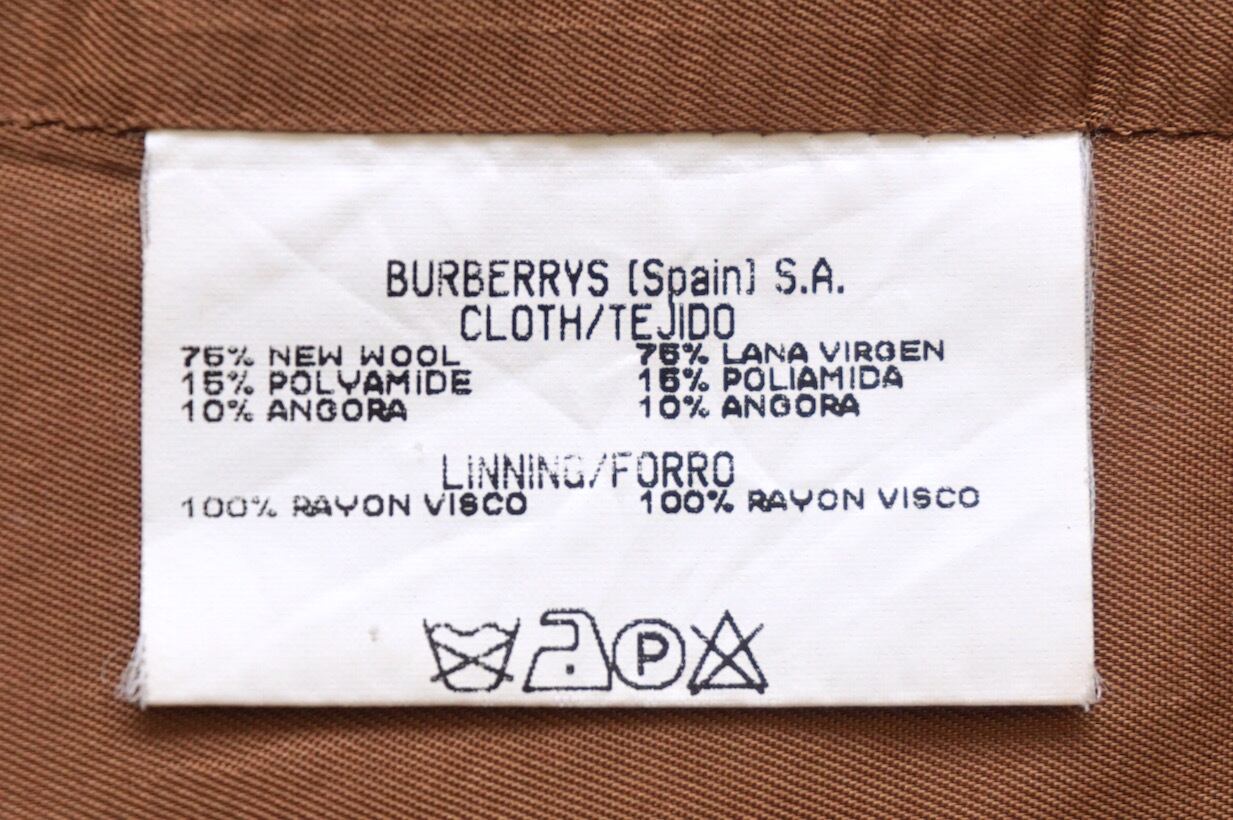 BURBERRYS (Spain) S.A.
CLOTH/TEJIDO
75% NEW WOOL 75% LANA VIRGEN
15% POLYAMIDE 15% POLIAMIDA
10% ANGORA 10% ANGORA
LINNING/FORRO
100% RAYON VISCO 100% RAYON VISCO
P